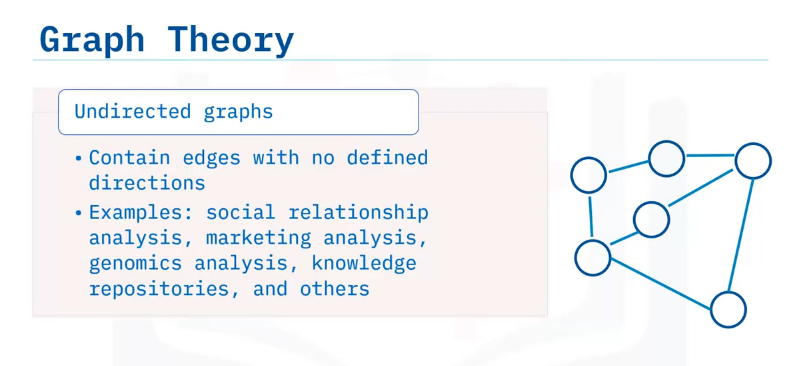 Graph Theory
Undirected graphs
• Contain edges with no defined
directions
• Examples: social relationship
analysis, marketing analysis,
genomics analysis, knowledge
repositories, and others